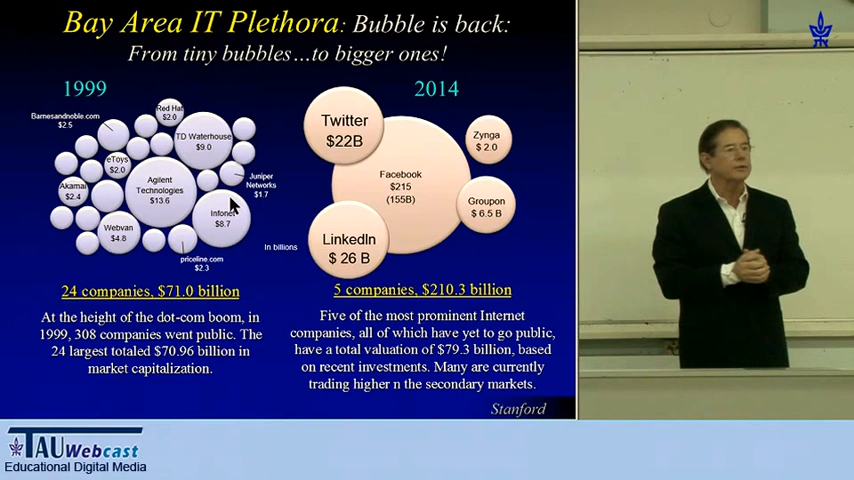 Bay Area IT Plethora: Bubble is back:
From tiny bubbles…to bigger ones!
1999
Barnesandnoble.com
$2.5
Red Hat
$2.0
TD Waterhouse
$9.0
eToys
$2.0
Akamai
$2.4
Agilent
Technologies
$13.6
Juniper
Networks
$1.7
Infonet
$8.7
Webvan
$4.8
priceline.com
$2.3
In billions
24 companies, $71.0 billion
At the height of the dot-com boom, in
1999, 308 companies went public. The
24 largest totaled $70.96 billion in
market capitalization.
2014
Twitter
$22B
Zynga
$ 2.0
Facebook
$215
(155B)
Groupon
$ 6.5 B
LinkedIn
$ 26 B
5 companies, $210.3 billion
Five of the most prominent Internet
companies, all of which have yet to go public,
have a total valuation of $79.3 billion, based
on recent investments. Many are currently
trading higher n the secondary markets.
Stanford
TAU Webcast
Educational Digital Media